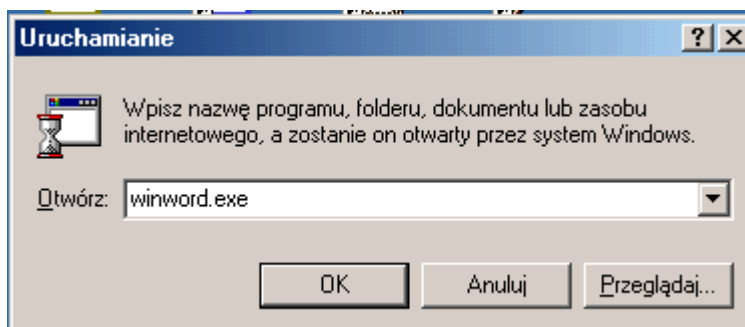 Uruchamianie
Wpisz nazwę programu, folderu, dokumentu lub zasobu
internetowego, a zostanie on otwarty przez system Windows.
Otwórz: winword.exe
OK Anuluj Przeglądaj...